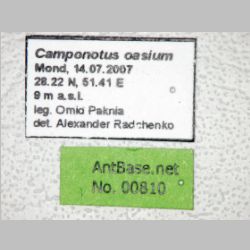 Camponotus oasium
Mond, 14.07.2007
28.22 N, 51.41 E
9 m a.s.l.
leg. Omid Paknia
det. Alexander Radchenko
AntBase.net
No. 00810